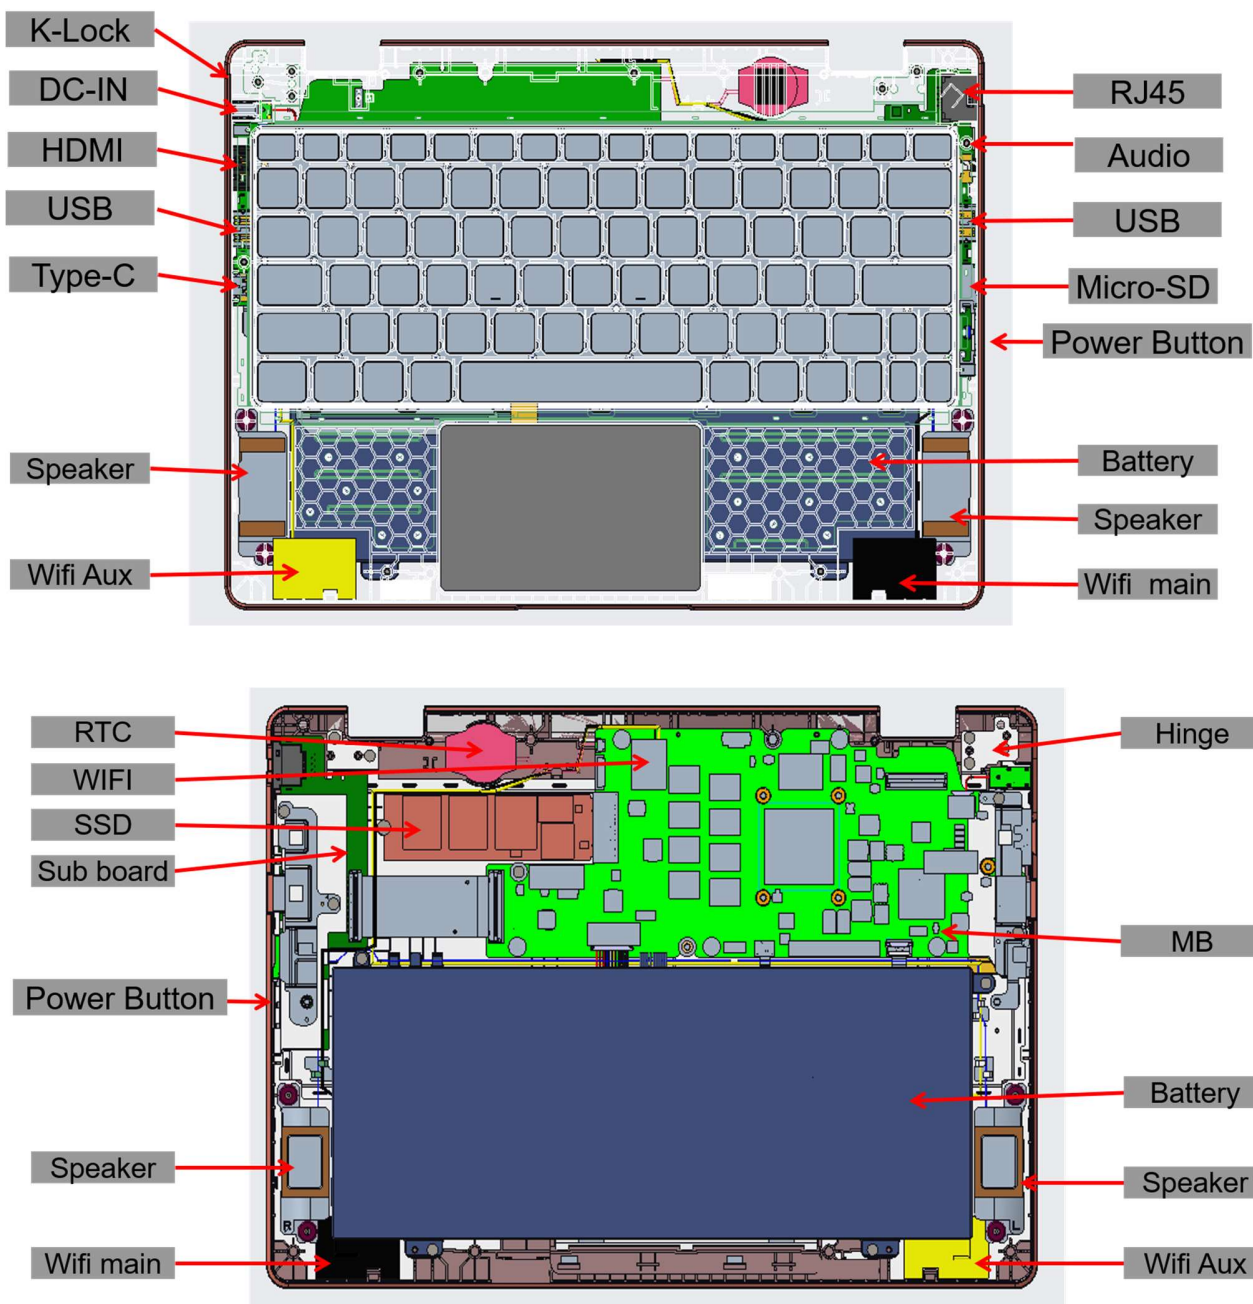 K-Lock
DC-IN
HDMI
USB
Type-C
Speaker
Wifi Aux
RJ45
Audio
USB
Micro-SD
Power Button
Battery
Speaker
Wifi main
RTC
WIFI
SSD
Sub board
Power Button
Speaker
Wifi main
Hinge
MB
Battery
Speaker
Wifi Aux
R
L